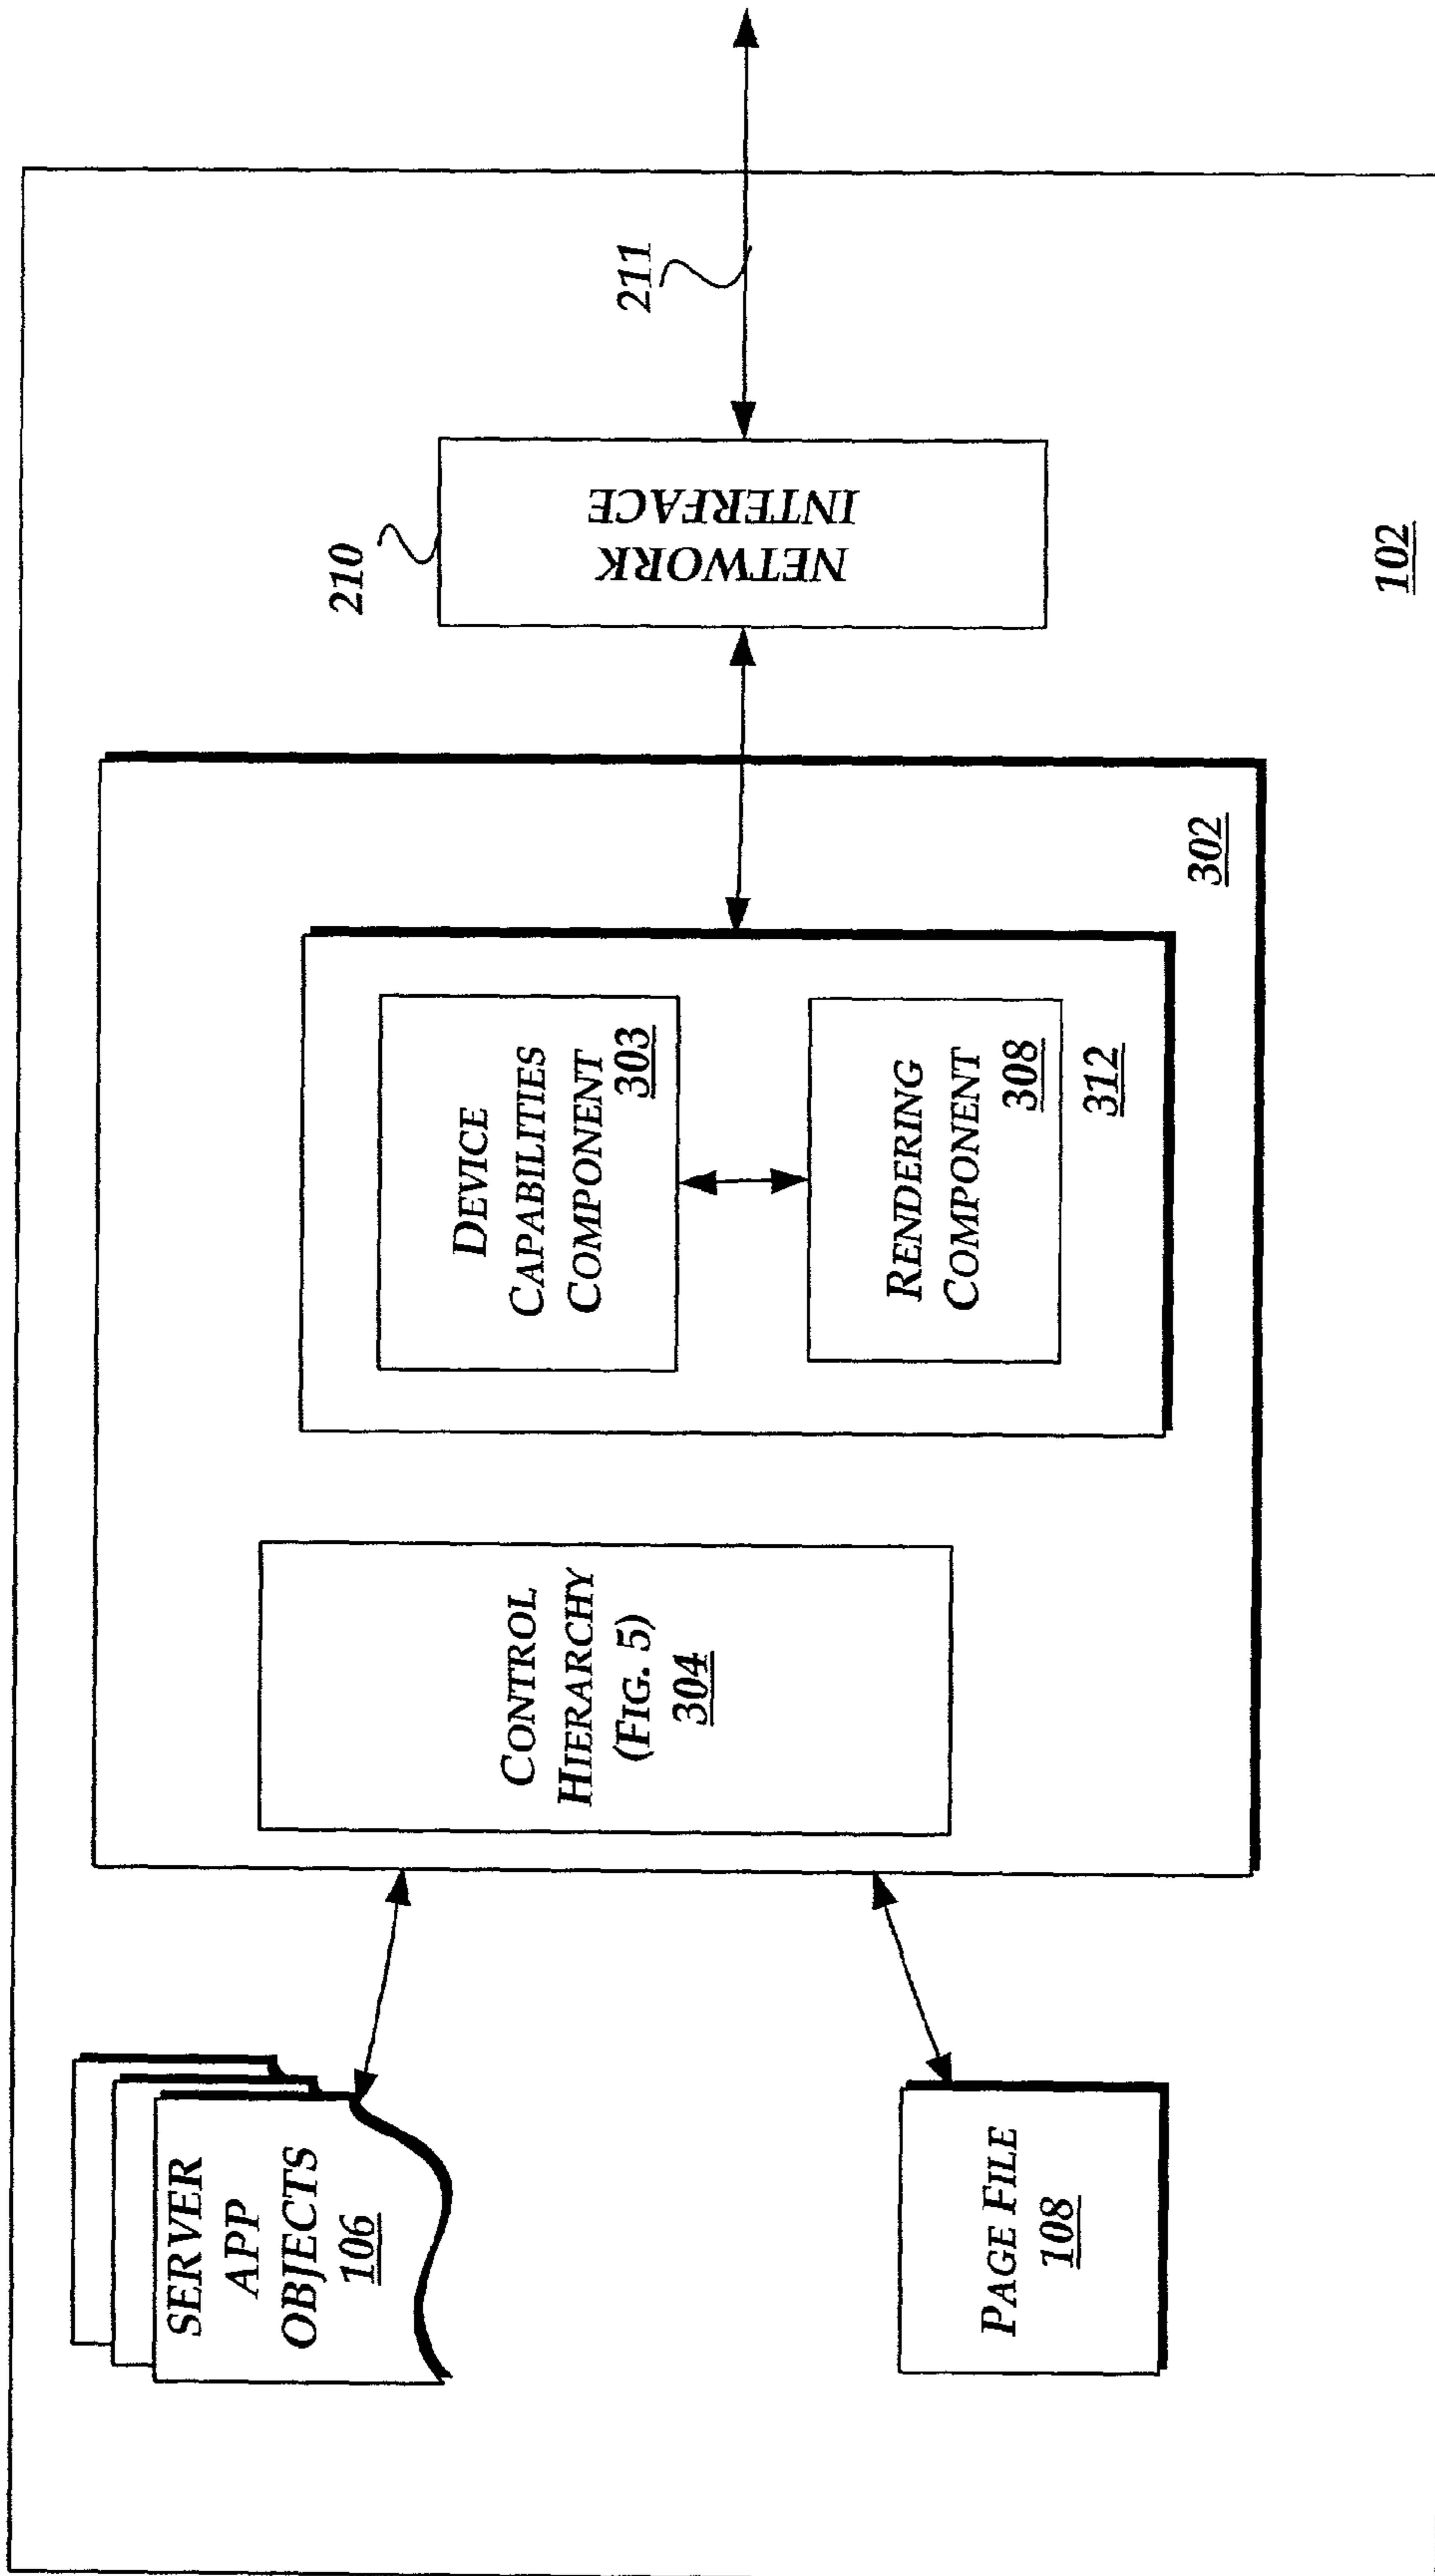 SERVER
APP
OBJECTS
106
PAGE FILE
108
CONTROL
HIERARCHY
(FIG. 5)
304
DEVICE
CAPABILITIES
COMPONENT
303
RENDERING
COMPONENT
308
312
302
210
NETWORK
INTERFACE
211
102